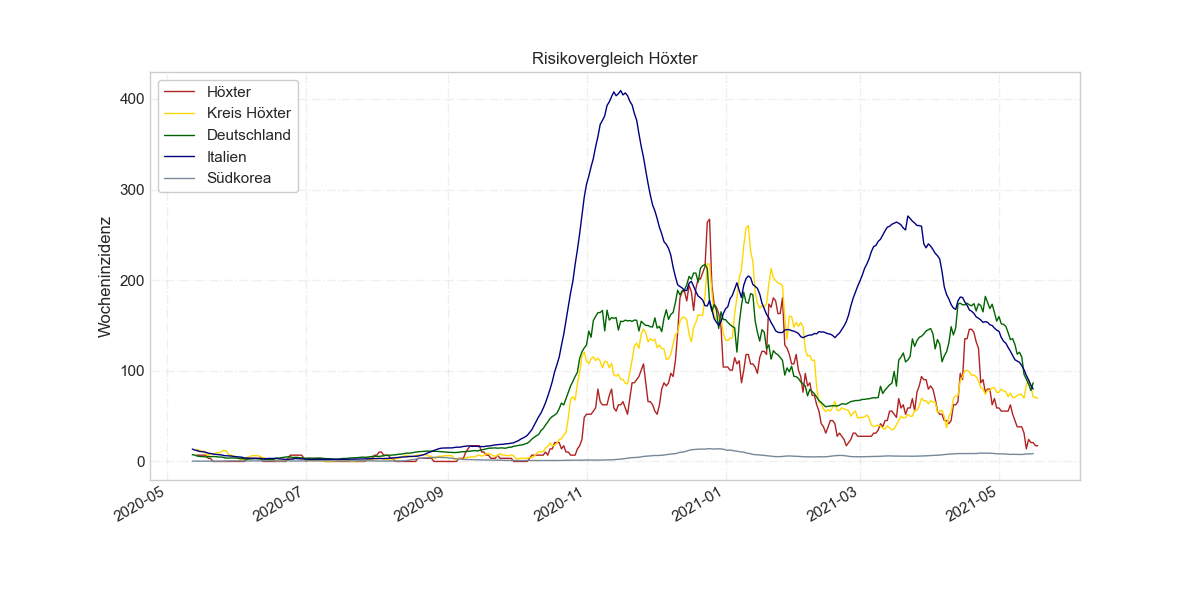 Risikovergleich Höxter
Höxter
Kreis Höxter
Deutschland
Italien
Südkorea
Wocheninzidenz
400
300
200
100
0
2020-05
2020-07
2020-09
2020-11
2021-01
2021-03
2021-05